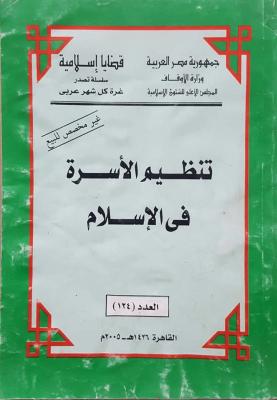 جمهورية مصر العربية
وزارة الأوقاف
المجلس الأعلى للشئون الإسلامية
قضايا إسلامية
سلسلة تصدر
غرة كل شهر عربى
غير مخصص للبيع
تنظيم الأسرة
فى الإسلام
العدد (١٢٤)
القاهرة ١٤٢٦هـ-٢٠٠٥م